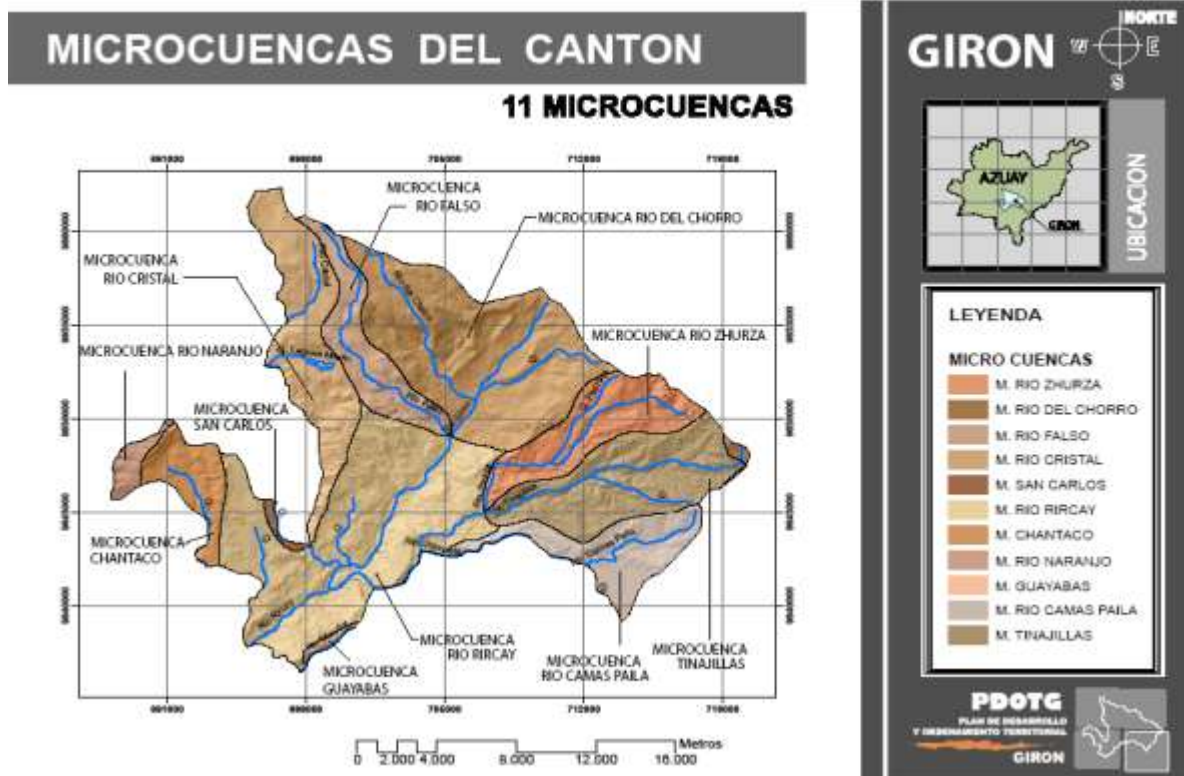 MICROCUENCAS DEL CANTON
11 MICROCUENCAS
MICROCUENCA
RIO FALSO
MICROCUENCA RIO DEL CHORRO
MICROCUENCA
RIO CRISTAL
MICROCUENCA RIO ZHURZA
MICROCUENCA RIO NARANJO
MICROCUENCA
SAN CARLOS
MICROCUENCA
CHANTACO
MICROCUENCA
RIO RIRCAY
MICROCUENCA
GUAYABAS
MICROCUENCA
RIO CAMAS PAILA
MICROCUENCA
TINAJILLAS
Metros
0 2.000 4.000 8.000 12.000 16.000
GIRON
NORTE
W E
S
AZUAY
GIRON
UBICACION
LEYENDA
MICRO CUENCAS
M. RIO ZHURZA
M. RIO DEL CHORRO
M. RIO FALSO
M. RIO CRISTAL
M. SAN CARLOS
M. RIO RIRCAY
M. CHANTACO
M. RIO NARANJO
M. GUAYABAS
M. RIO CAMAS PAILA
M. TINAJILLAS
PDOTG
PLAN DE DESARROLLO
Y ORDENAMIENTO TERRITORIAL
GIRON